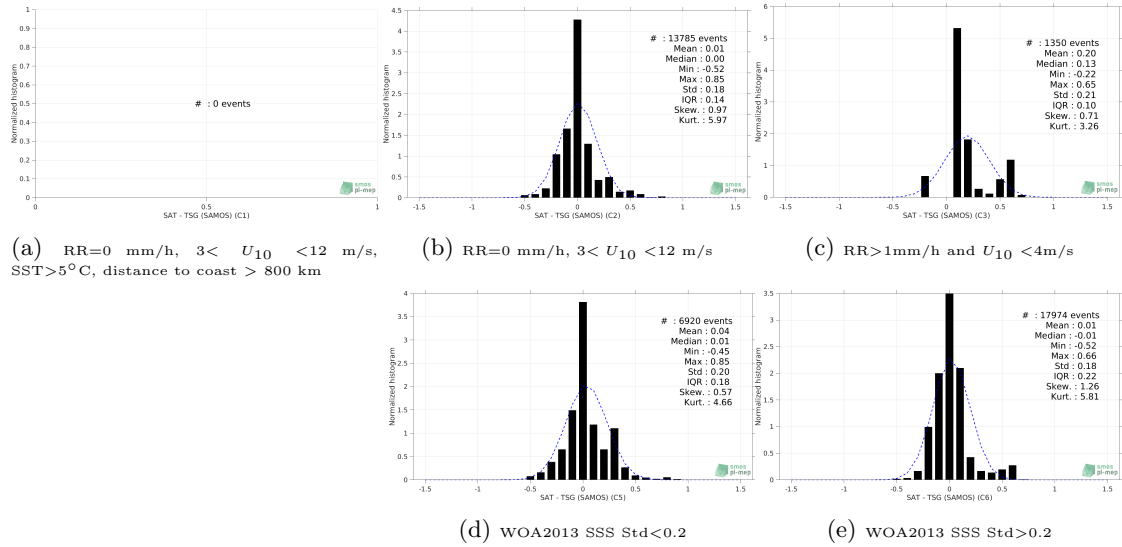 1
0.9
0.8
0.7
0.6
0.5
0.4
0.3
0.2
0.1
0
Normalized histogram
# : 0 events
smos
pi-mep
0 0.5 1
SAT - TSG (SAMOS) (C1)
4.5
4
3.5
3
2.5
2
1.5
1
0.5
0
Normalized histogram
# : 13785 events
Mean : 0.01
Median : 0.00
Min : -0.52
Max : 0.85
Std : 0.18
IQR : 0.14
Skew. : 0.97
Kurt. : 5.97
smos
pi-mep
-1.5 -1 -0.5 0 0.5 1 1.5
SAT - TSG (SAMOS) (C2)
6
5
4
3
2
1
0
Normalized histogram
# : 1350 events
Mean : 0.20
Median : 0.13
Min : -0.22
Max : 0.65
Std : 0.21
IQR : 0.10
Skew. : 0.71
Kurt. : 3.26
smos
pi-mep
-1.5 -1 -0.5 0 0.5 1 1.5
SAT - TSG (SAMOS) (C3)
(a) RR=0 mm/h, 3< U10 <12 m/s,
SST>5°C, distance to coast > 800 km
(b) RR=0 mm/h, 3< U10 <12 m/s
(c) RR>1mm/h and U10 <4m/s
4
3.5
3
2.5
2
1.5
1
0.5
0
Normalized histogram
# : 6920 events
Mean : 0.04
Median : 0.01
Min : -0.45
Max : 0.85
Std : 0.20
IQR : 0.18
Skew. : 0.57
Kurt. : 4.66
smos
pi-mep
-1.5 -1 -0.5 0 0.5 1 1.5
SAT - TSG (SAMOS) (C5)
3.5
3
2.5
2
1.5
1
0.5
0
Normalized histogram
# : 17974 events
Mean : 0.01
Median : -0.01
Min : -0.52
Max : 0.66
Std : 0.18
IQR : 0.22
Skew. : 1.26
Kurt. : 5.81
smos
pi-mep
-1.5 -1 -0.5 0 0.5 1 1.5
SAT - TSG (SAMOS) (C6)
(d) WOA2013 SSS Std<0.2
(e) WOA2013 SSS Std>0.2